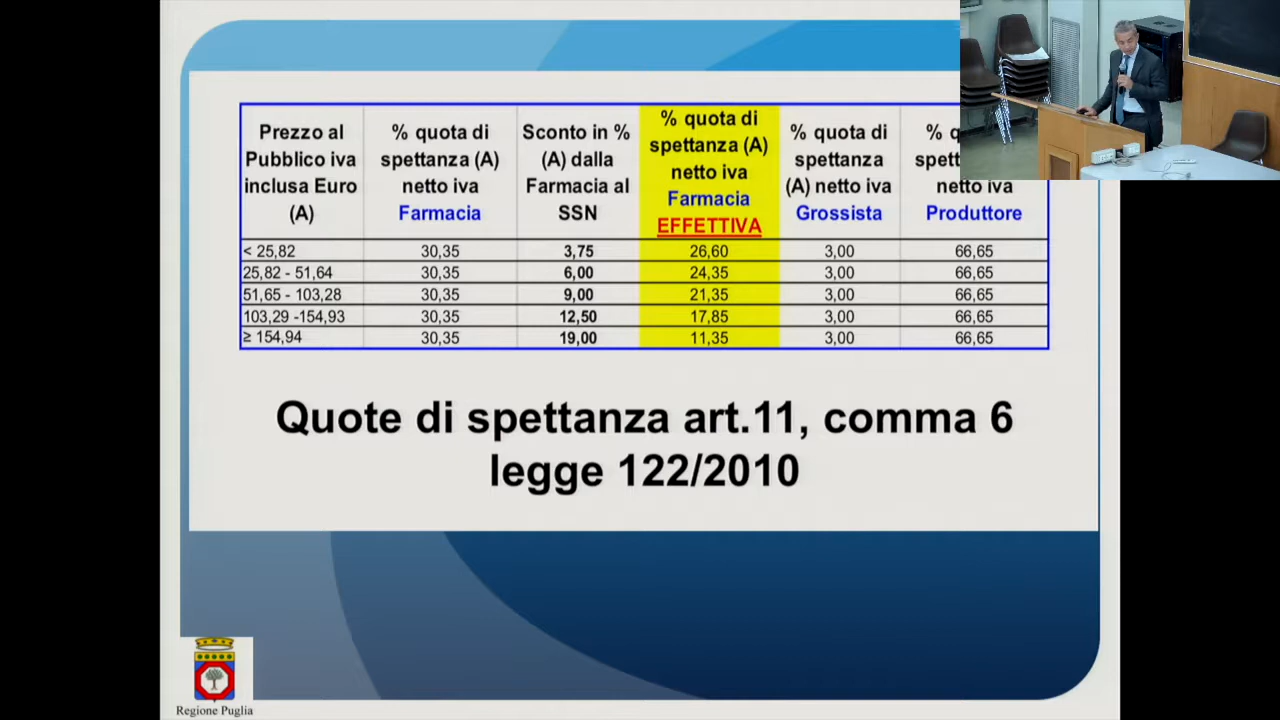 Prezzo al
Pubblico iva
inclusa Euro
(A)
% quota di
spettanza (A)
netto iva
Farmacia
Sconto in %
(A) dalla
Farmacia al
SSN
% quota di
spettanza (A)
netto iva
Farmacia
EFFETTIVA
% quota di
spettanza
(A) netto iva
Grossista
%
netto iva
Produttore
< 25,82 30,35 3,75 26,60 3,00 66,65
25,82 - 51,64 30,35 6,00 24,35 3,00 66,65
51,65 - 103,28 30,35 9,00 21,35 3,00 66,65
103,29 -154,93 30,35 12,50 17,85 3,00 66,65
≥ 154,94 30,35 19,00 11,35 3,00 66,65
Quote di spettanza art.11, comma 6
legge 122/2010
Regione Puglia